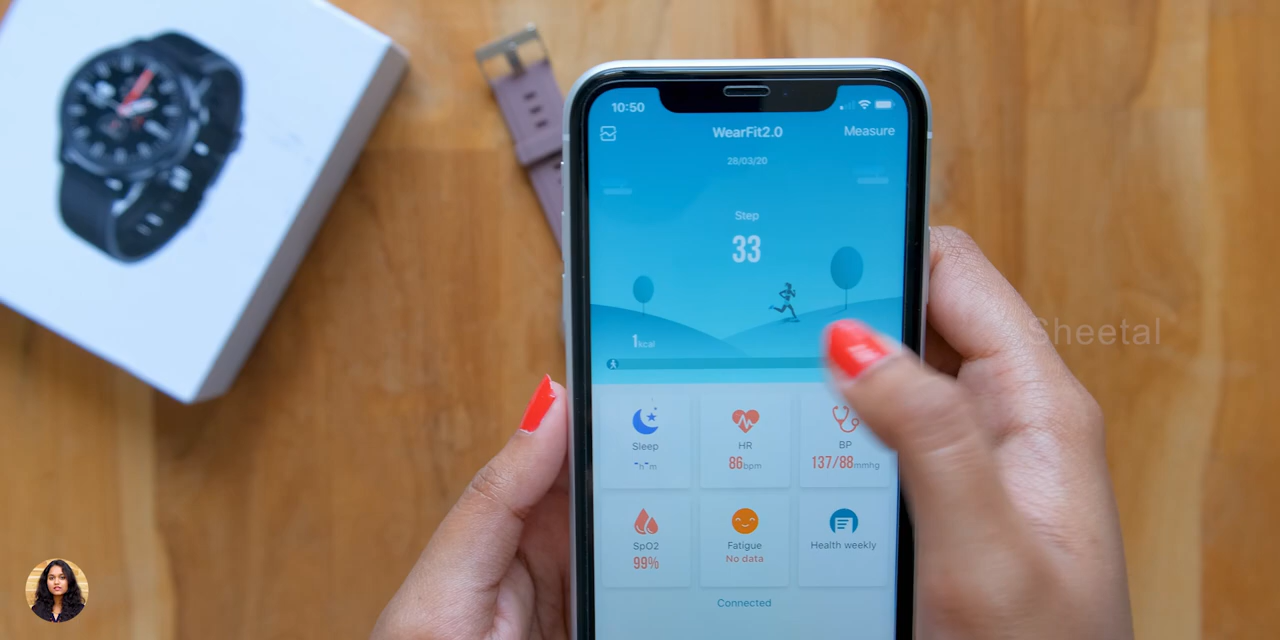 10:50
WearFit2.0
Measure
28/03/20
Step
33
1kcal
Sleep
HR
BP
-h-m
86bpm
137/88mmhg
SpO2
Fatigue
Health weekly
99%
No data
Connected
Sheetal